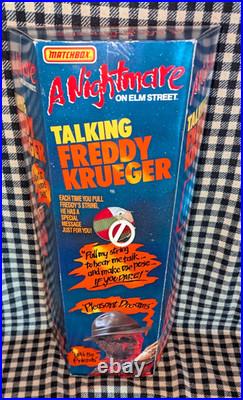 MATCHBOX
A Nightmare
ON ELM STREET
TALKING
FREDDY
KRUEGER
TM
EACH TIME YOU PULL
FREDDY'S STRING,
HE HAS A
SPECIAL
MESSAGE
JUST FOR YOU!
"Pull my string
to hear me talk...
and make me pose...
IF YOU DARE!"
Pleasant Dreams